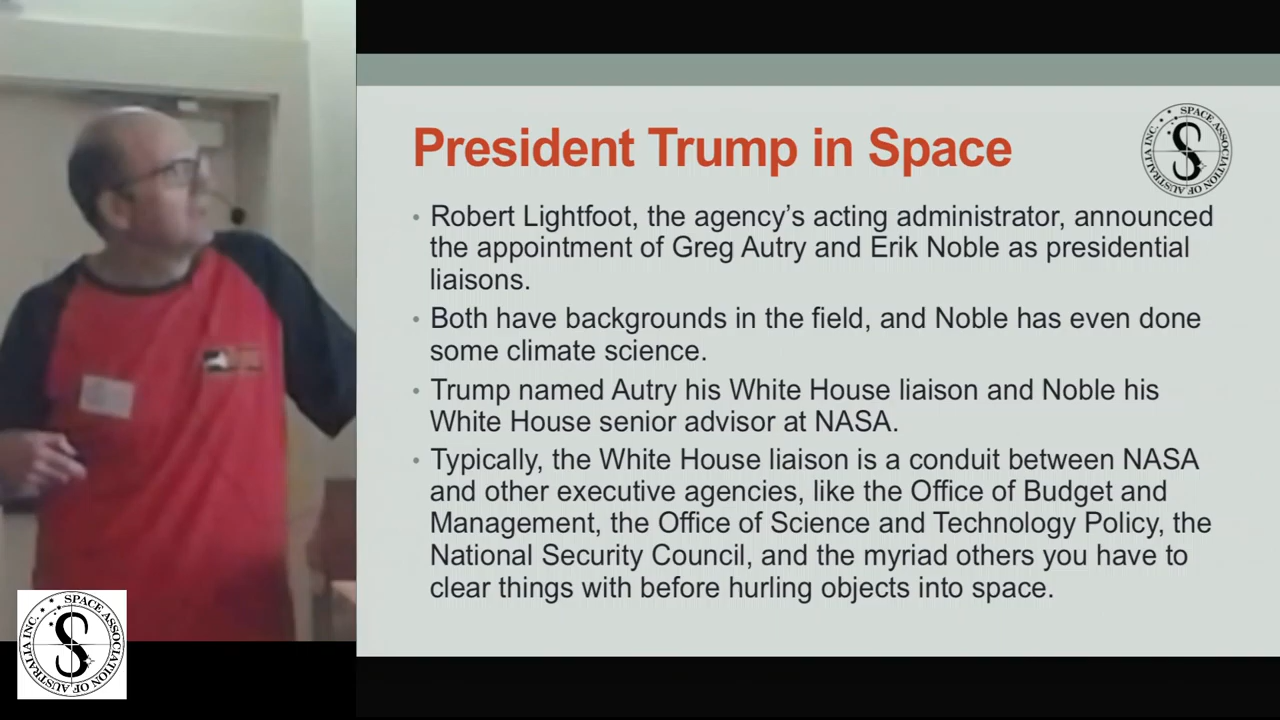 President Trump in Space
SPACE ASSOCIATION OF AUSTRALIA INC.
• Robert Lightfoot, the agency’s acting administrator, announced
the appointment of Greg Autry and Erik Noble as presidential
liaisons.
• Both have backgrounds in the field, and Noble has even done
some climate science.
• Trump named Autry his White House liaison and Noble his
White House senior advisor at NASA.
• Typically, the White House liaison is a conduit between NASA
and other executive agencies, like the Office of Budget and
Management, the Office of Science and Technology Policy, the
National Security Council, and the myriad others you have to
clear things with before hurling objects into space.
SPACE ASSOCIATION OF AUSTRALIA INC.